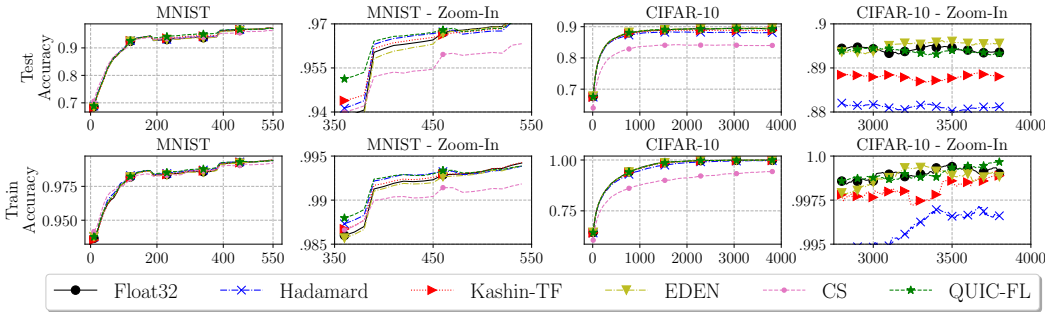 MNIST
MNIST - Zoom-In
CIFAR-10
CIFAR-10 - Zoom-In
Test
Accuracy
0.9
0.8
0.7
0 200 400 550
.97
.955
.94
350 450 550
0.9
0.8
0.7
0 1000 2000 3000 4000
.9
.89
.88
3000 3500 4000
MNIST
MNIST - Zoom-In
CIFAR-10
CIFAR-10 - Zoom-In
Train
Accuracy
0.975
0.950
0 200 400 550
.995
.99
.985
350 450 550
1.00
0.75
0 1000 2000 3000 4000
1.0
.9975
.995
3000 3500 4000
Float32 Hadamard Kashin-TF EDEN CS QUIC-FL